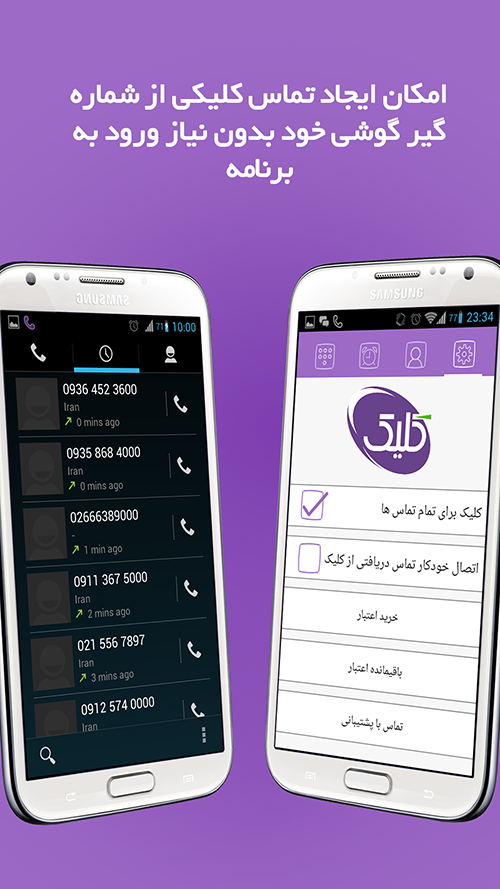 امکان ایجاد تماس کلیکی از شماره
گیر گوشی خود بدون نیاز ورود به
برنامه
SAMSUNG
71 10:00
0936 452 3600
Iran
0 mins ago
0935 868 4000
Iran
0 mins ago
02666389000
-
1 min ago
0911 367 5000
Iran
2 mins ago
021 556 7897
Iran
3 mins ago
0912 574 0000
Iran
SAMSUNG
77 23:34
کلیک
کلیک برای تمام تماس ها
اتصال خودکار تماس دریافتی از کلیک
خرید اعتبار
باقیمانده اعتبار
تماس با پشتیبانی